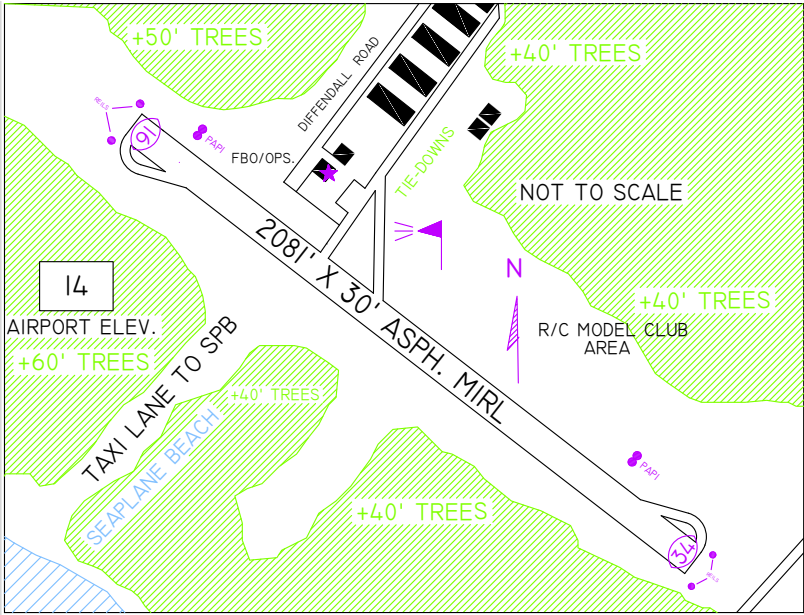 +50' TREES
+40' TREES
DIFFENDALL ROAD
REILS
16
PAPI
FBO/OPS.
TIE-DOWNS
NOT TO SCALE
2081' X 30' ASPH. MIRL
N
14
AIRPORT ELEV.
+60' TREES
+40' TREES
R/C MODEL CLUB
AREA
TAXI LANE TO SPB
+40' TREES
SEAPLANE BEACH
PAPI
+40' TREES
34
REILS